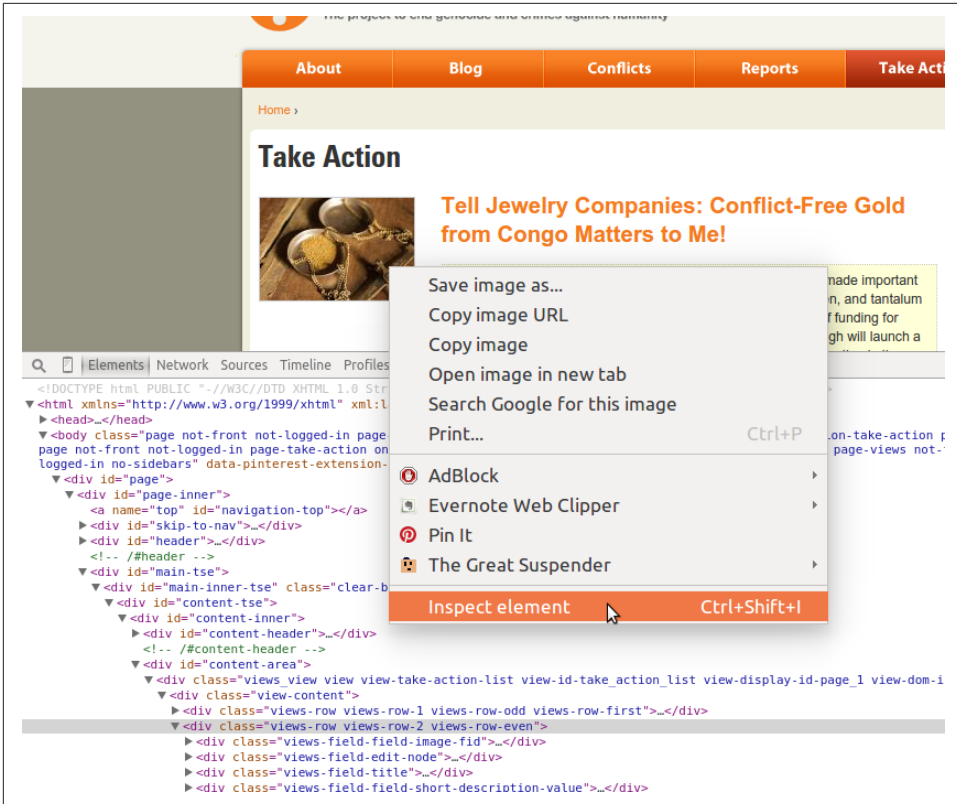 The project to end genocide and crimes against humanity
About Blog Conflicts Reports Take Acti
Home ›
Take Action
Tell Jewelry Companies: Conflict-Free Gold
from Congo Matters to Me!
made important
n, and tantalum
f funding for
gh will launch a
Save image as...
Copy image URL
Copy image
Open image in new tab
Search Google for this image
Print... Ctrl+P
AdBlock
Evernote Web Clipper
Pin It
The Great Suspender
Inspect element Ctrl+Shift+I
Elements Network Sources Timeline Profiles
<!DOCTYPE html PUBLIC "-//W3C//DTD XHTML 1.0 Str
▼<html xmlns="http://www.w3.org/1999/xhtml" xml:l
▶<head>…</head>
▼<body class="page not-front not-logged-in page- on-take-action p
page not-front not-logged-in page-take-action on page-views not-
logged-in no-sidebars" data-pinterest-extension-
▼<div id="page">
▼<div id="page-inner">
<a name="top" id="navigation-top"></a>
▶<div id="skip-to-nav">…</div>
▶<div id="header">…</div>
<!-- /#header -->
▼<div id="main-tse">
▼<div id="main-inner-tse" class="clear-b
▼<div id="content-tse">
▼<div id="content-inner">
▶<div id="content-header">…</div>
<!-- /#content-header -->
▼<div id="content-area">
▼<div class="views_view view view-take-action-list view-id-take_action_list view-display-id-page_1 view-dom-i
▼<div class="view-content">
▶<div class="views-row views-row-1 views-row-odd views-row-first">…</div>
▼<div class="views-row views-row-2 views-row-even">
▶<div class="views-field-field-image-fid">…</div>
▶<div class="views-field-edit-node">…</div>
▶<div class="views-field-title">…</div>
▶<div class="views-field-field-short-description-value">…</div>